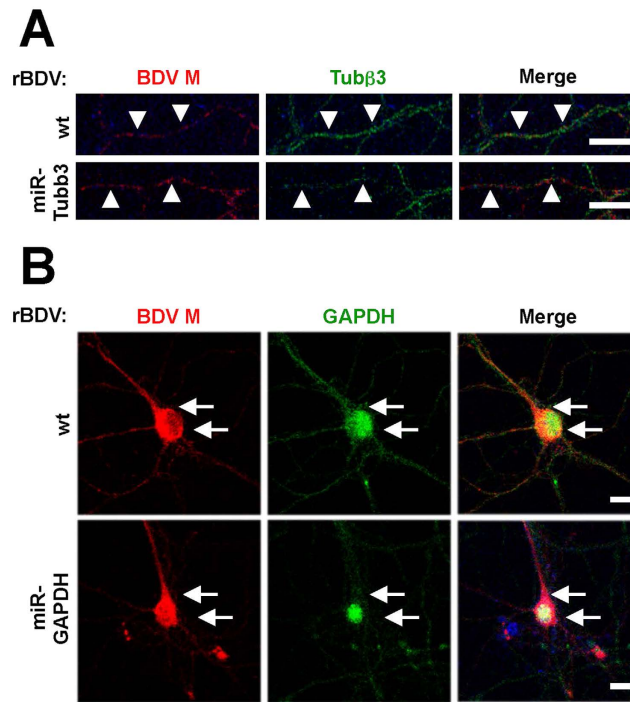 A
rBDV: BDV M Tubβ3 Merge
wt
miR-
Tubb3
B
rBDV: BDV M GAPDH Merge
wt
miR-
GAPDH